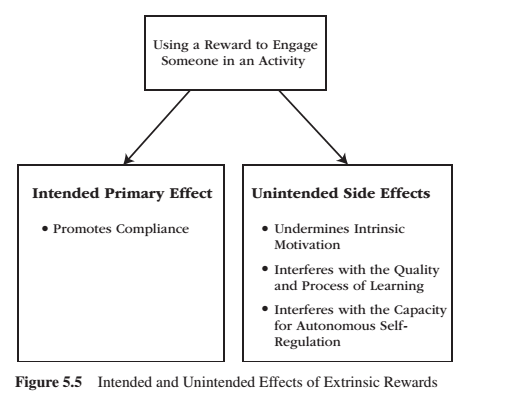 Using a Reward to Engage
Someone in an Activity
Intended Primary Effect
• Promotes Compliance
Unintended Side Effects
• Undermines Intrinsic
Motivation
• Interferes with the Quality
and Process of Learning
• Interferes with the Capacity
for Autonomous Self-
Regulation
Figure 5.5 Intended and Unintended Effects of Extrinsic Rewards